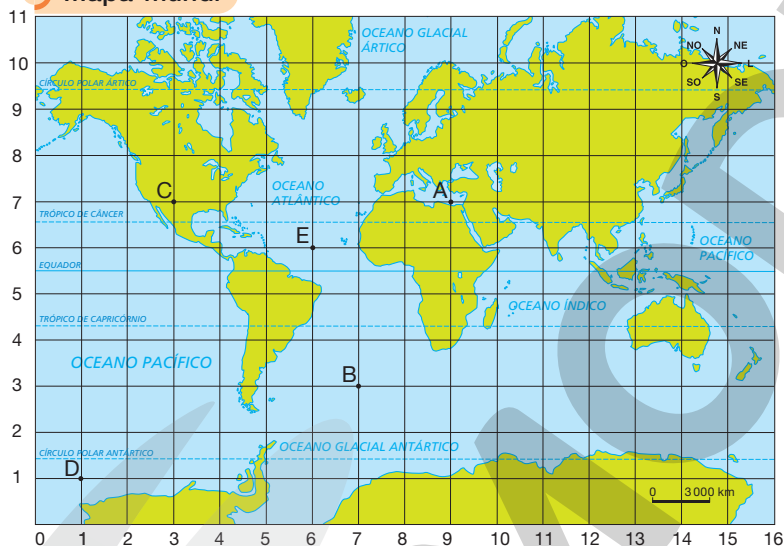 mapa-múndi
OCEANO GLACIAL
ÁRTICO
N
NO NE
O L
SO SE
S
CÍRCULO POLAR ÁRTICO
OCEANO
ATLÂNTICO
C
A
TRÓPICO DE CÂNCER
E
OCEANO
PACÍFICO
EQUADOR
OCEANO ÍNDICO
TRÓPICO DE CAPRICÓRNIO
OCEANO PACÍFICO
B
OCEANO GLACIAL ANTÁRTICO
CÍRCULO POLAR ANTÁRTICO
D
0 3 000 km
11
10
9
8
7
6
5
4
3
2
1
0 1 2 3 4 5 6 7 8 9 10 11 12 13 14 15 16